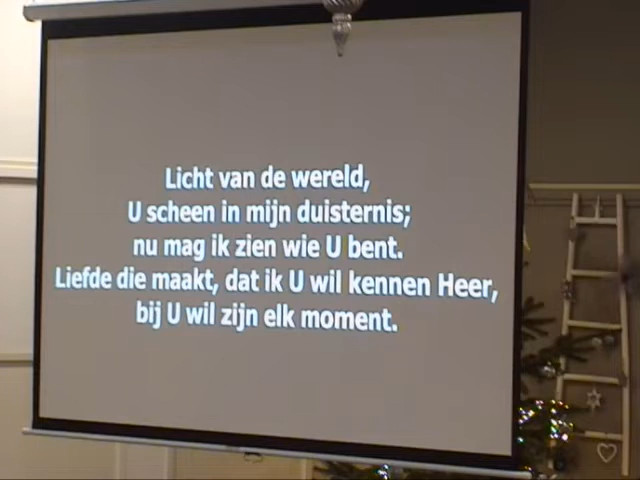 Licht van de wereld,
U scheen in mijn duisternis;
nu mag ik zien wie U bent.
Liefde die maakt, dat ik U wil kennen Heer,
bij U wil zijn elk moment.